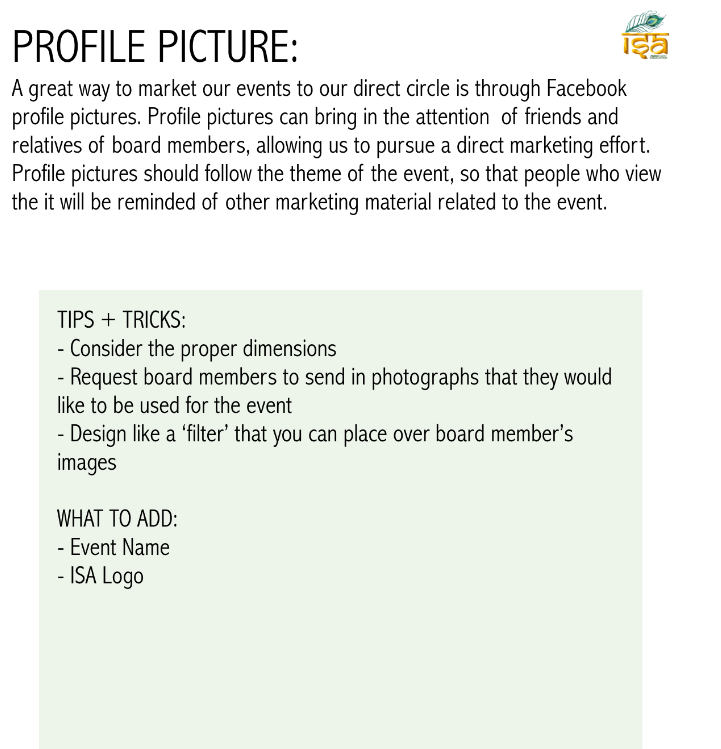 isa
PROFILE PICTURE:
A great way to market our events to our direct circle is through Facebook
profile pictures. Profile pictures can bring in the attention  of friends and
relatives of board members, allowing us to pursue a direct marketing effort.
Profile pictures should follow the theme of the event, so that people who view
the it will be reminded of other marketing material related to the event.
TIPS + TRICKS:
- Consider the proper dimensions
- Request board members to send in photographs that they would
like to be used for the event
- Design like a ‘filter’ that you can place over board member’s
images
WHAT TO ADD:
- Event Name
- ISA Logo